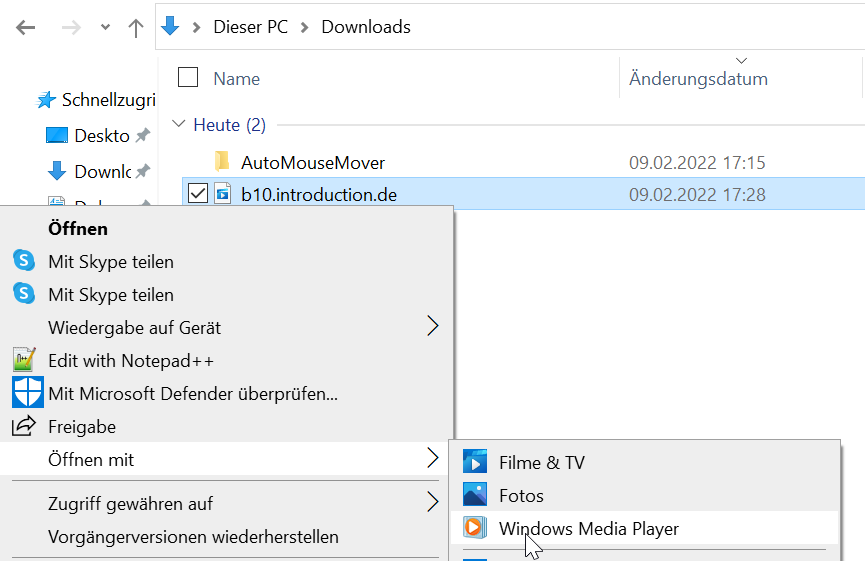 Dieser PC > Downloads
Name
Änderungsdatum
Schnellzugri
Heute (2)
Deskto
AutoMouseMover 09.02.2022 17:15
Downlc
b10.introduction.de 09.02.2022 17:28
Öffnen
Mit Skype teilen
Mit Skype teilen
Wiedergabe auf Gerät
Edit with Notepad++
Mit Microsoft Defender überprüfen...
Freigabe
Öffnen mit
Filme & TV
Zugriff gewähren auf
Fotos
Vorgängerversionen wiederherstellen
Windows Media Player